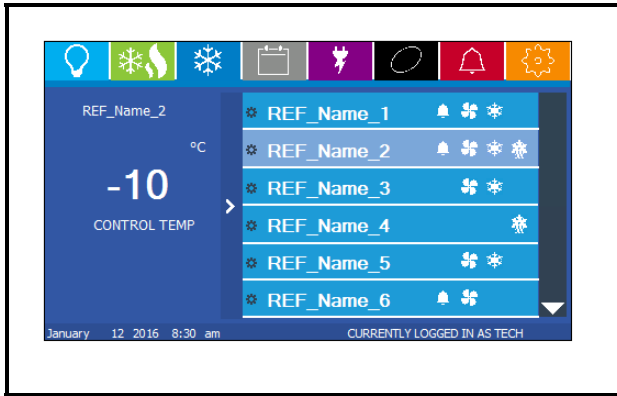 REF_Name_2
°C
-10
CONTROL TEMP
REF_Name_1
REF_Name_2
REF_Name_3
REF_Name_4
REF_Name_5
REF_Name_6
January 12 2016 8:30 am
CURRENTLY LOGGED IN AS TECH